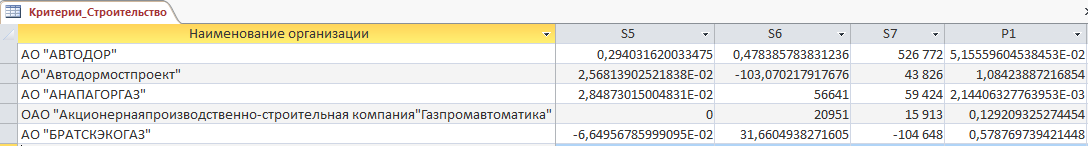 Критерии_Строительство
Наименование организации S5 S6 S7 P1
АО "АВТОДОР" 0,294031620033475 0,478385783831236 526 772 5,15559604538453E-02
АО"Автодормостпроект" 2,56813902521838E-02 -103,070217917676 43 826 1,08423887216854
АО "АНАПАГОРГАЗ" 2,84873015004831E-02 56641 59 424 2,14406327763953E-03
ОАО "Акционернаяпроизводственно-строительная компания"Газпромавтоматика" 0 20951 15 913 0,129209325274454
АО "БРАТСКЭКОГАЗ" -6,64956785999095E-02 31,6604938271605 -104 648 0,578769739421448